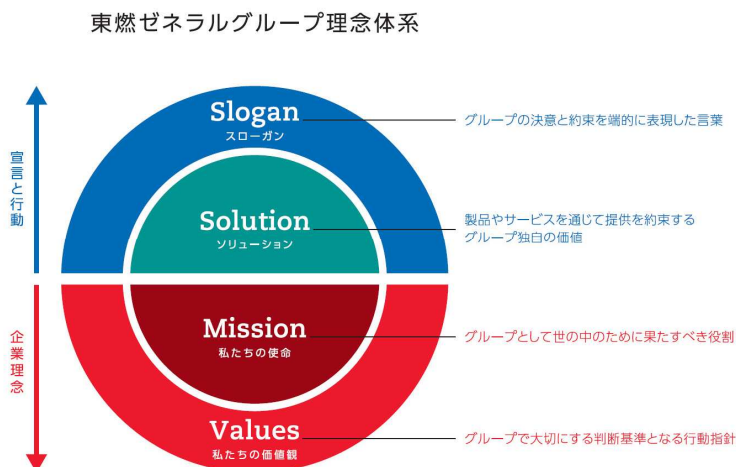 東燃ゼネラルグループ理念体系
Slogan
スローガン
グループの決意と約束を端的に表現した言葉
宣言と行動
Solution
ソリューション
製品やサービスを通じて提供を約束する
グループ独自の価値
Mission
私たちの使命
グループとして世の中のために果たすべき役割
企業理念
Values
私たちの価値観
グループで大切にする判断基準となる行動指針